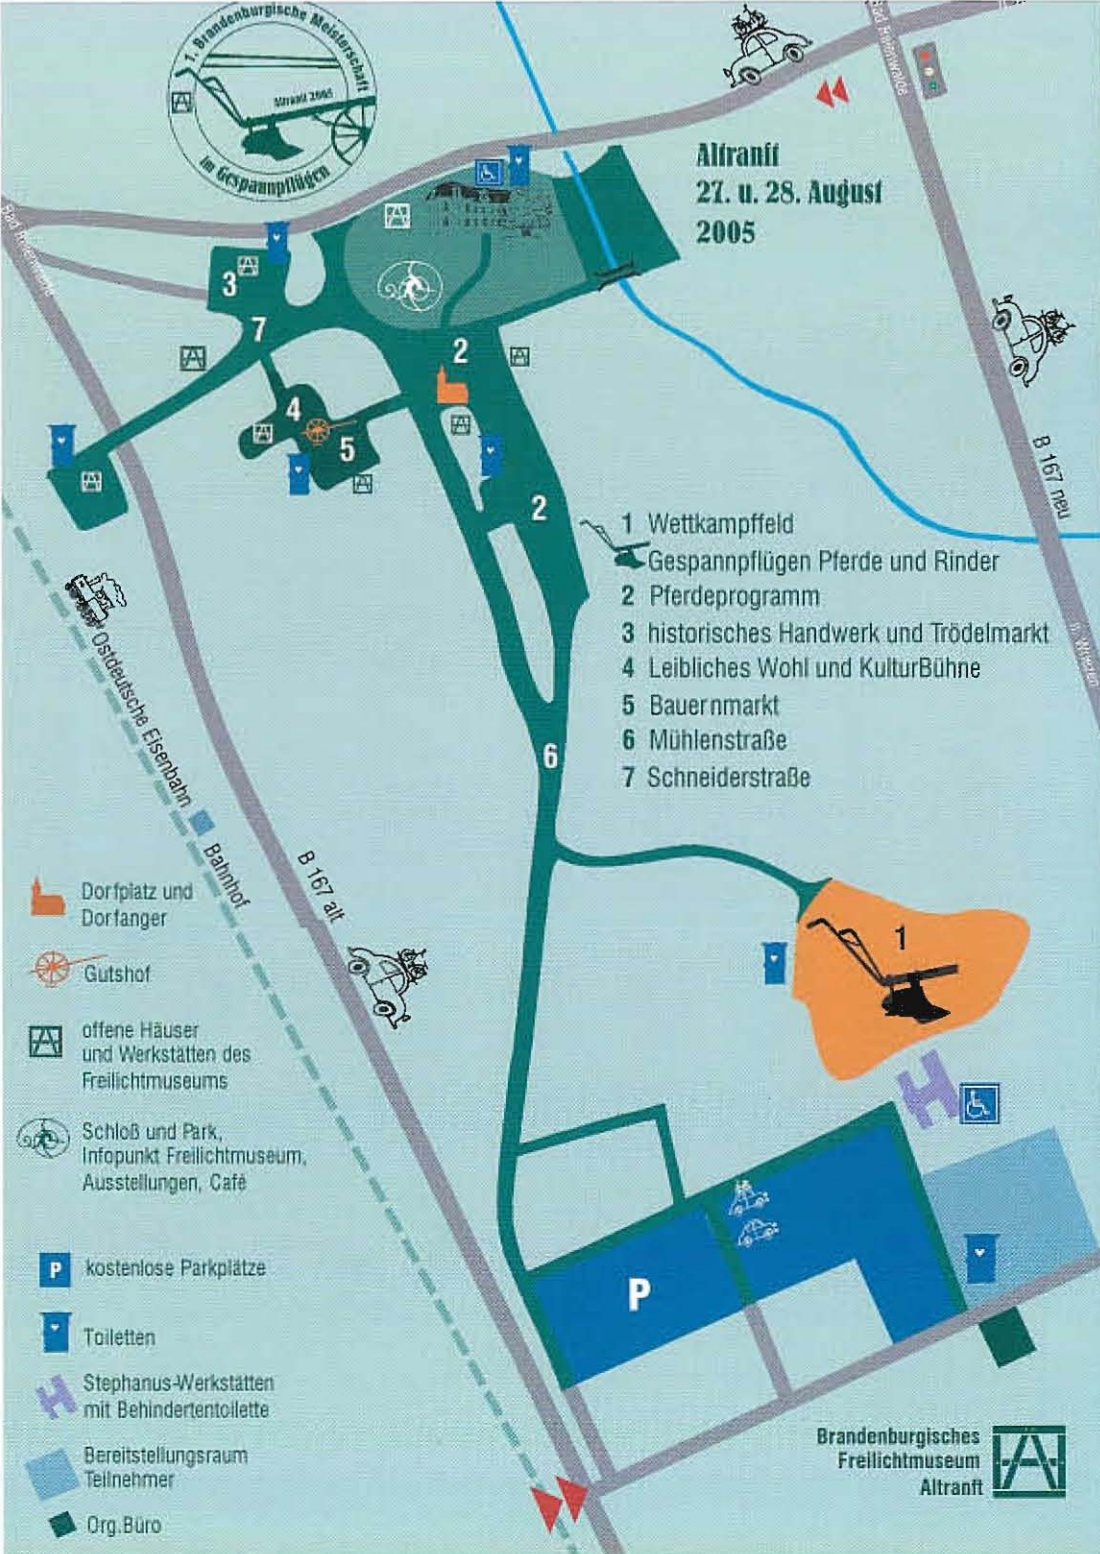 1. Brandenburgische Meisterschaft
Altranft 2005
im Gespannpflügen
Altranft
27. u. 28. August
2005
3
7
2
4
5
2
6
1
P
B 167 neu
n. Wriezen
1 Wettkampffeld
Gespannpflügen Pferde und Rinder
2 Pferdeprogramm
3 historisches Handwerk und Trödelmarkt
4 Leibliches Wohl und KulturBühne
5 Bauernmarkt
6 Mühlenstraße
7 Schneiderstraße
Ostdeutsche Eisenbahn
Bahnhof
B 167 alt
Dorfplatz und
Dorfanger
Gutshof
offene Häuser
und Werkstätten des
Freilichtmuseums
Schloß und Park,
Infopunkt Freilichtmuseum,
Ausstellungen, Café
P kostenlose Parkplätze
Toiletten
Stephanus-Werkstätten
mit Behindertentoilette
Bereitstellungsraum
Teilnehmer
Org.Büro
Brandenburgisches
Freilichtmuseum
Altranft